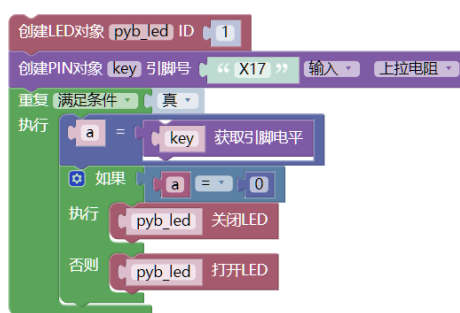 创建LED对象 pyb_led ID 1
创建PIN对象 key 引脚号 “ X17 ” 输入 上拉电阻
重复 满足条件 真
执行 a = key 获取引脚电平
如果 a = 0
执行 pyb_led 关闭LED
否则 pyb_led 打开LED